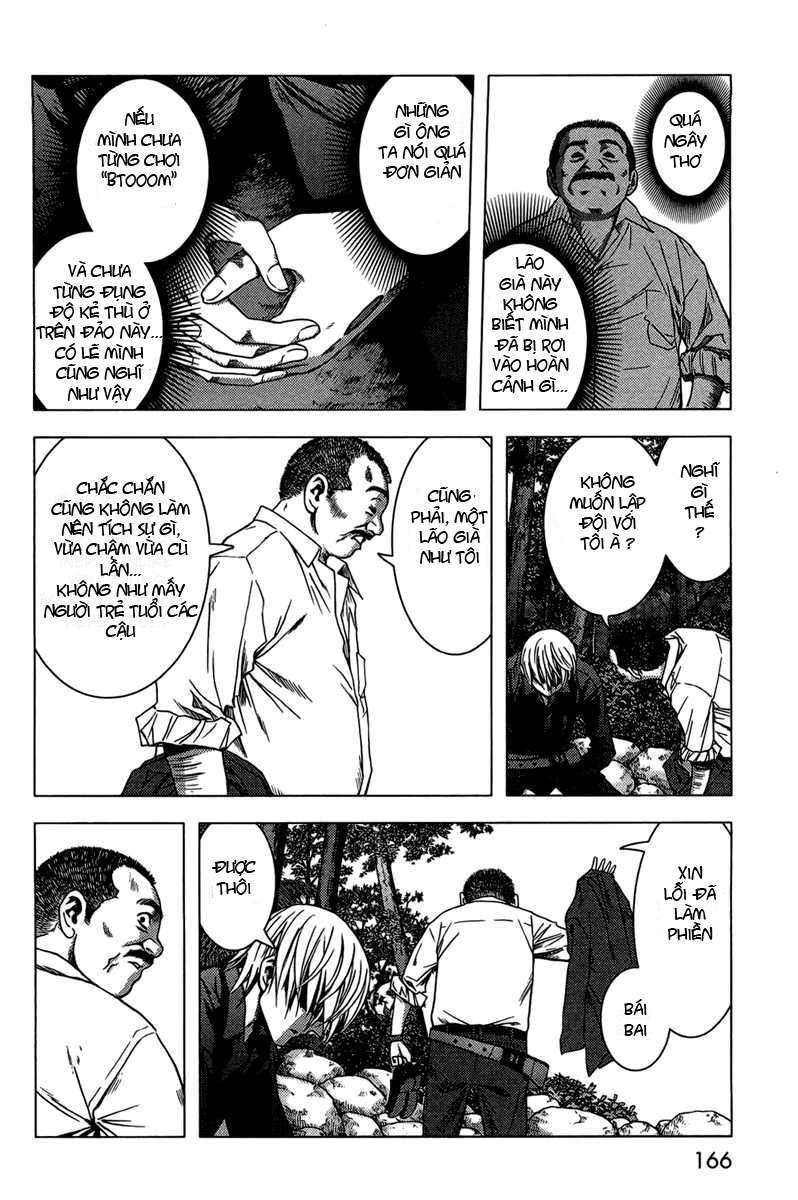 QUÁ
NGÂY
THƠ
LÃO
GIÀ NÀY
KHÔNG
BIẾT MÌNH
ĐÃ BỊ RƠI
VÀO HOÀN
CẢNH GÌ...
NHỮNG
GÌ ÔNG
TA NÓI QUÁ
ĐƠN GIẢN
NẾU
MÌNH CHƯA
TỪNG CHƠI
"BTOOOM"
VÀ CHƯA
TỪNG ĐỤNG
ĐỘ KẺ THÙ Ở
TRÊN ĐẢO NÀY...
CÓ LẼ MÌNH
CŨNG NGHĨ
NHƯ VẬY
NGHĨ
GÌ
THẾ
?
KHÔNG
MUỐN LẬP
ĐỘI VỚI
TÔI À ?
CŨNG
PHẢI, MỘT
LÃO GIÀ
NHƯ TÔI
CHẮC CHẮN
CŨNG KHÔNG LÀM
NÊN TÍCH SỰ GÌ,
VỪA CHẬM VỪA CÙ
LẦN...
KHÔNG NHƯ MẤY
NGƯỜI TRẺ TUỔI CÁC
CẬU
XIN
LỖI ĐÃ
LÀM
PHIỀN
BÁI
BAI
ĐƯỢC
THÔI
166